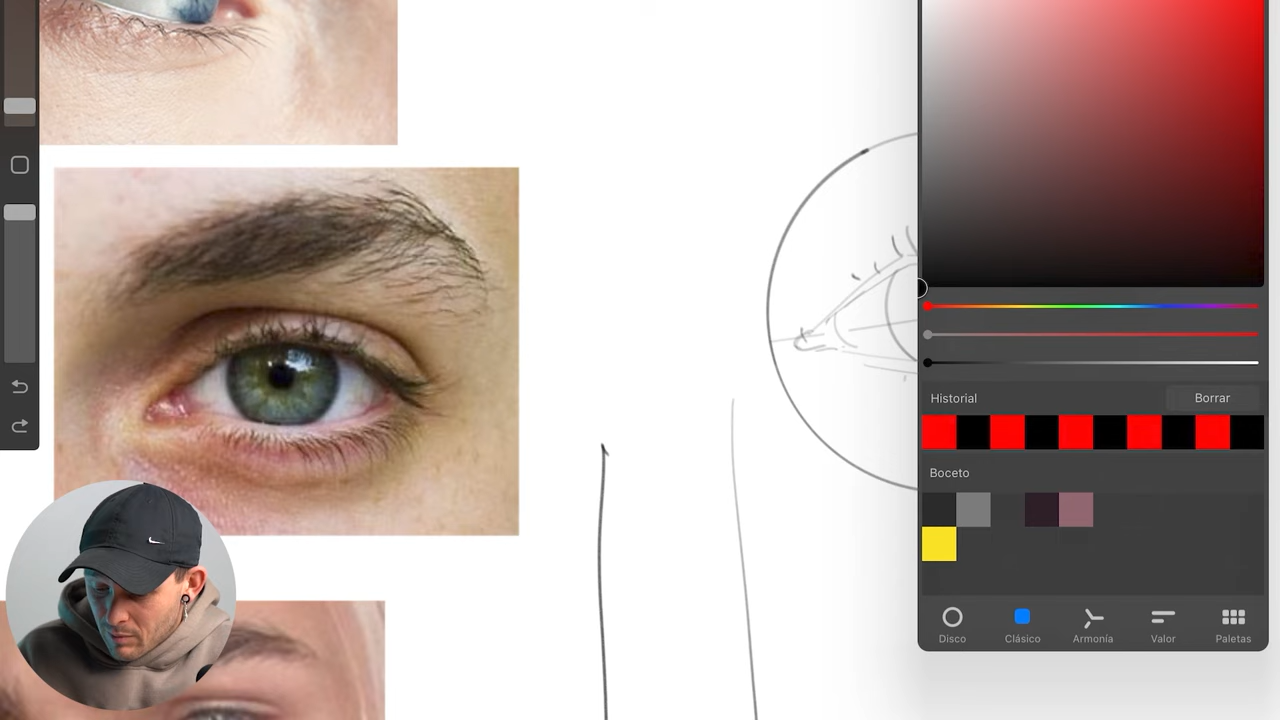 Historial
Borrar
Boceto
Disco
Clásico
Armonía
Valor
Paletas